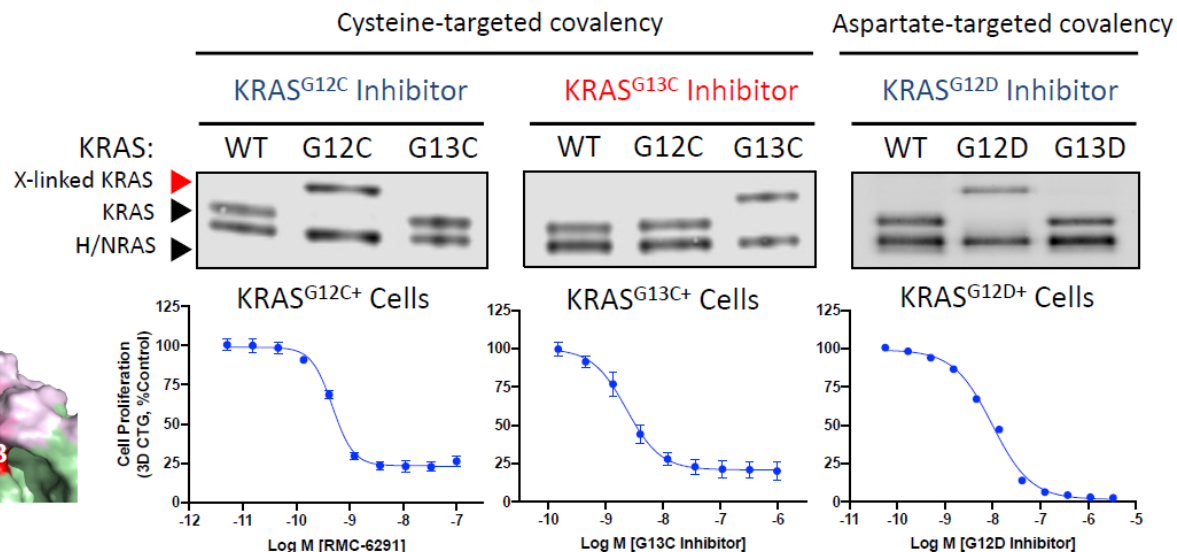 Cysteine-targeted covalency
Aspartate-targeted covalency
KRASG12C Inhibitor
KRASG13C Inhibitor
KRASG12D Inhibitor
KRAS:
WT G12C G13C
WT G12C G13C
WT G12D G13D
X-linked KRAS
KRAS
H/NRAS
KRASG12C+ Cells
KRASG13C+ Cells
KRASG12D+ Cells
Cell Proliferation
(3D CTG, %Control)
125
100
75
50
25
0
-12 -11 -10 -9 -8 -7
Log M [RMC-6291]
125
100
75
50
25
0
-10 -9 -8 -7 -6
Log M [G13C Inhibitor]
125
100
75
50
25
0
-11 -10 -9 -8 -7 -6 -5
Log M [G12D Inhibitor]
3